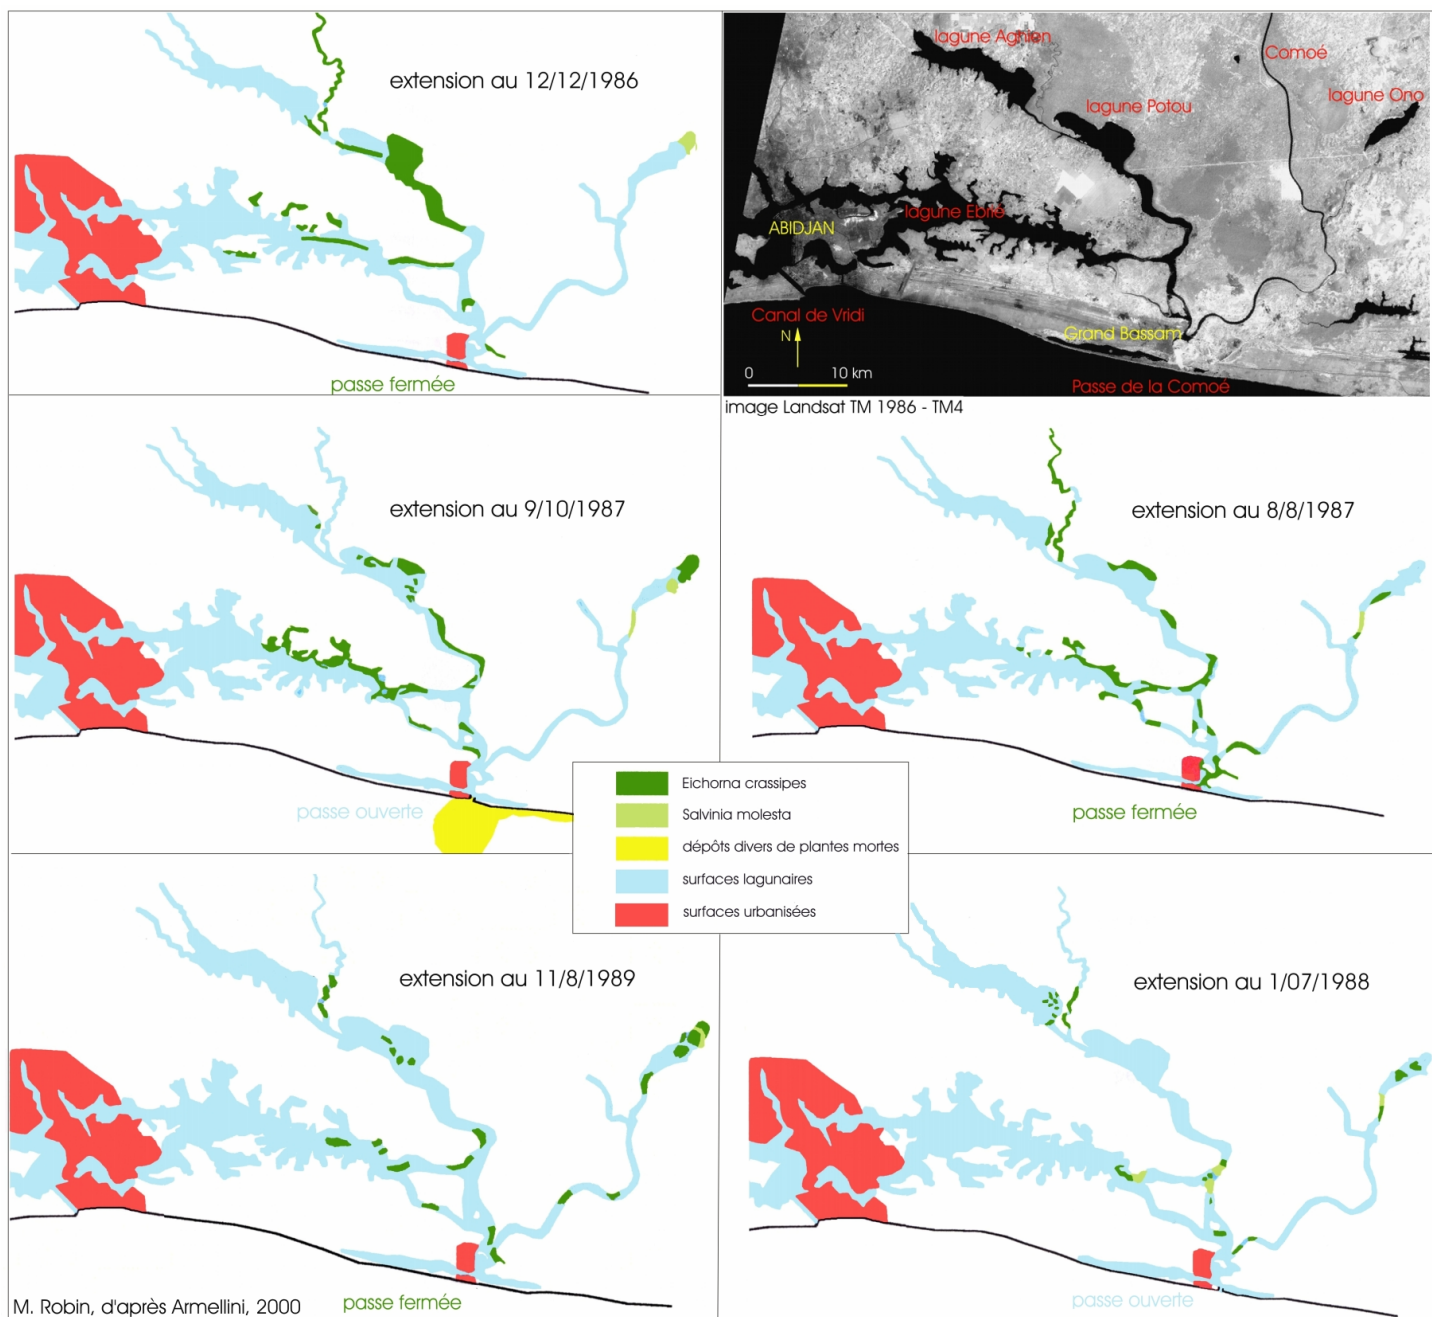 extension au 12/12/1986
passe fermée
lagune Aghien
Comoé
lagune Potou
lagune Ono
lagune Ebrié
ABIDJAN
Canal de Vridi
N
Grand Bassam
0 10 km
Passe de la Comoé
image Landsat TM 1986 - TM4
extension au 9/10/1987
passe ouverte
extension au 8/8/1987
passe fermée
Eichorna crassipes
Salvinia molesta
dépôts divers de plantes mortes
surfaces lagunaires
surfaces urbanisées
extension au 11/8/1989
passe fermée
M. Robin, d'après Armellini, 2000
extension au 1/07/1988
passe ouverte